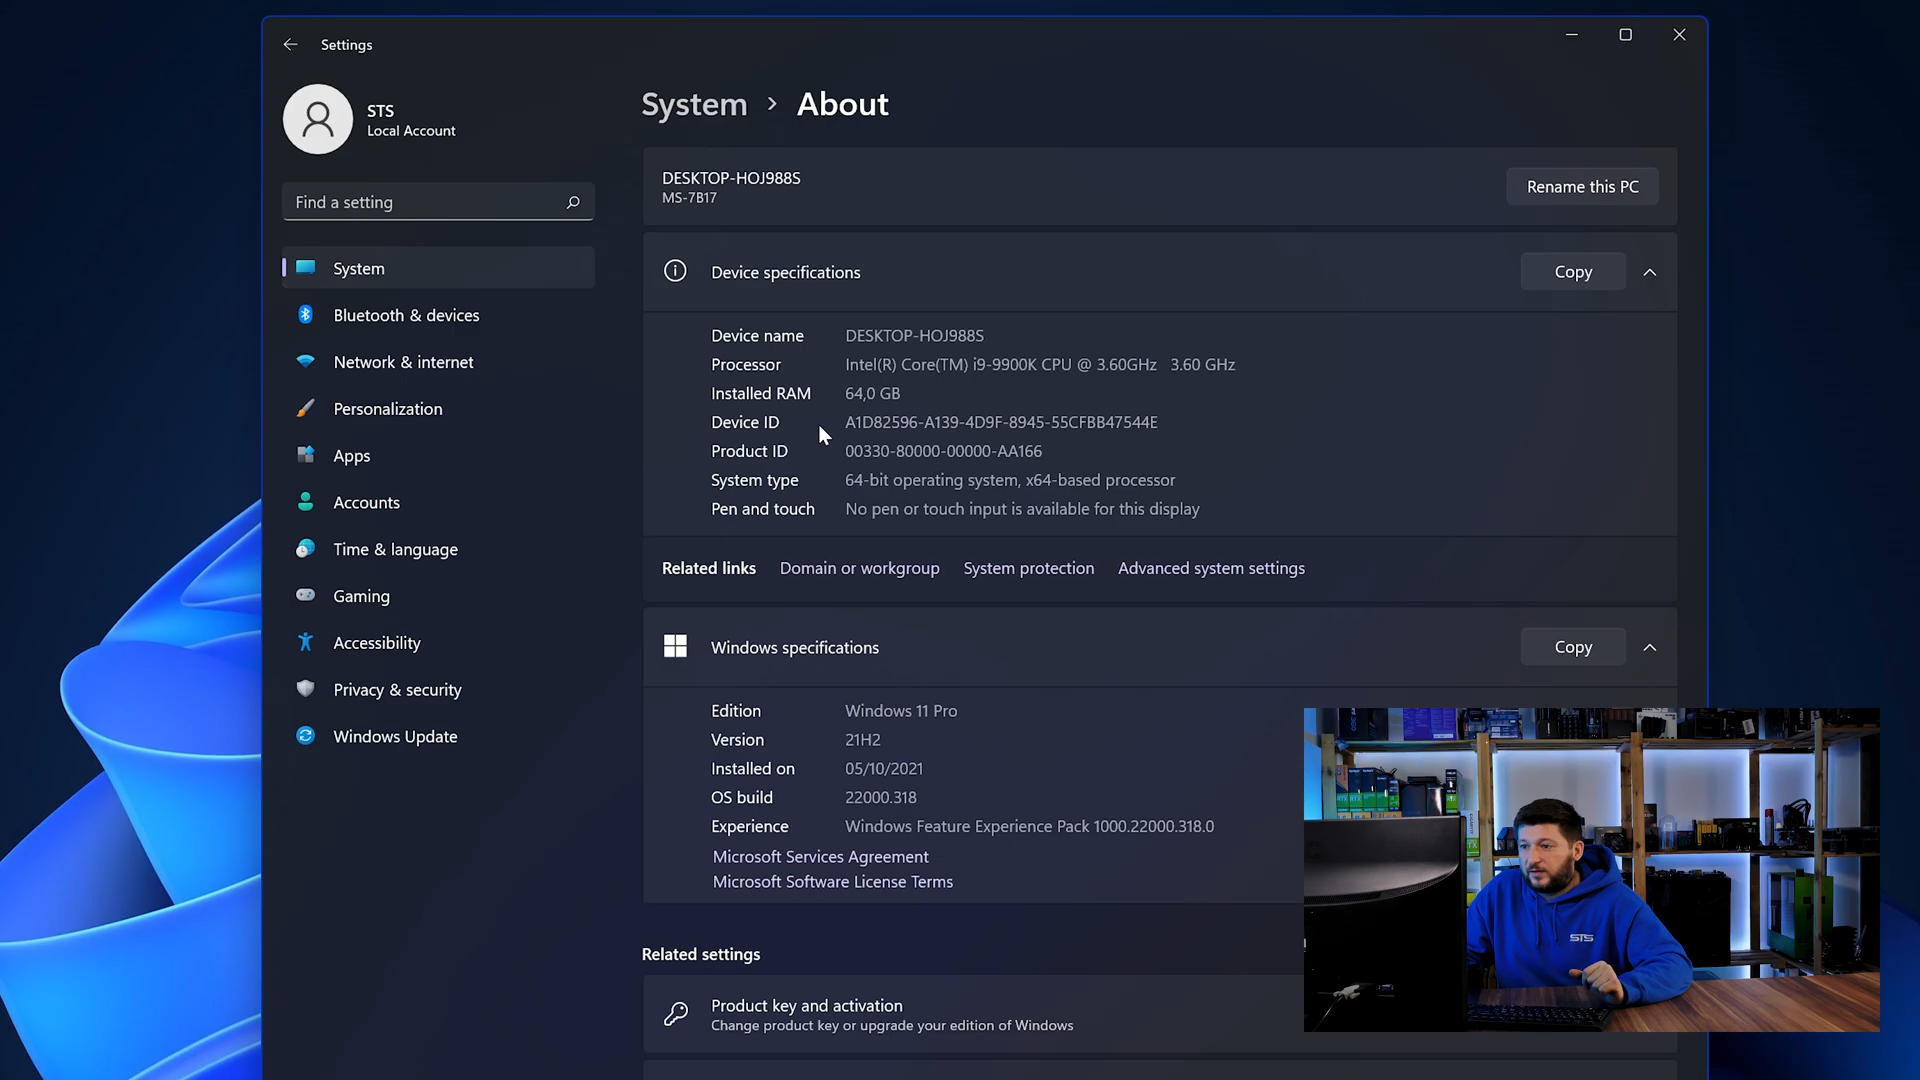 Settings
STS
Local Account
Find a setting
System
Bluetooth & devices
Network & internet
Personalization
Apps
Accounts
Time & language
Gaming
Accessibility
Privacy & security
Windows Update
System > About
DESKTOP-HOJ988S
MS-7B17
Rename this PC
Device specifications
Copy
Device name DESKTOP-HOJ988S
Processor Intel(R) Core(TM) i9-9900K CPU @ 3.60GHz 3.60 GHz
Installed RAM 64,0 GB
Device ID A1D82596-A139-4D9F-8945-55CFBB47544E
Product ID 00330-80000-00000-AA166
System type 64-bit operating system, x64-based processor
Pen and touch No pen or touch input is available for this display
Related links Domain or workgroup System protection Advanced system settings
Windows specifications
Copy
Edition Windows 11 Pro
Version 21H2
Installed on 05/10/2021
OS build 22000.318
Experience Windows Feature Experience Pack 1000.22000.318.0
Microsoft Services Agreement
Microsoft Software License Terms
Related settings
Product key and activation
Change product key or upgrade your edition of Windows
STS